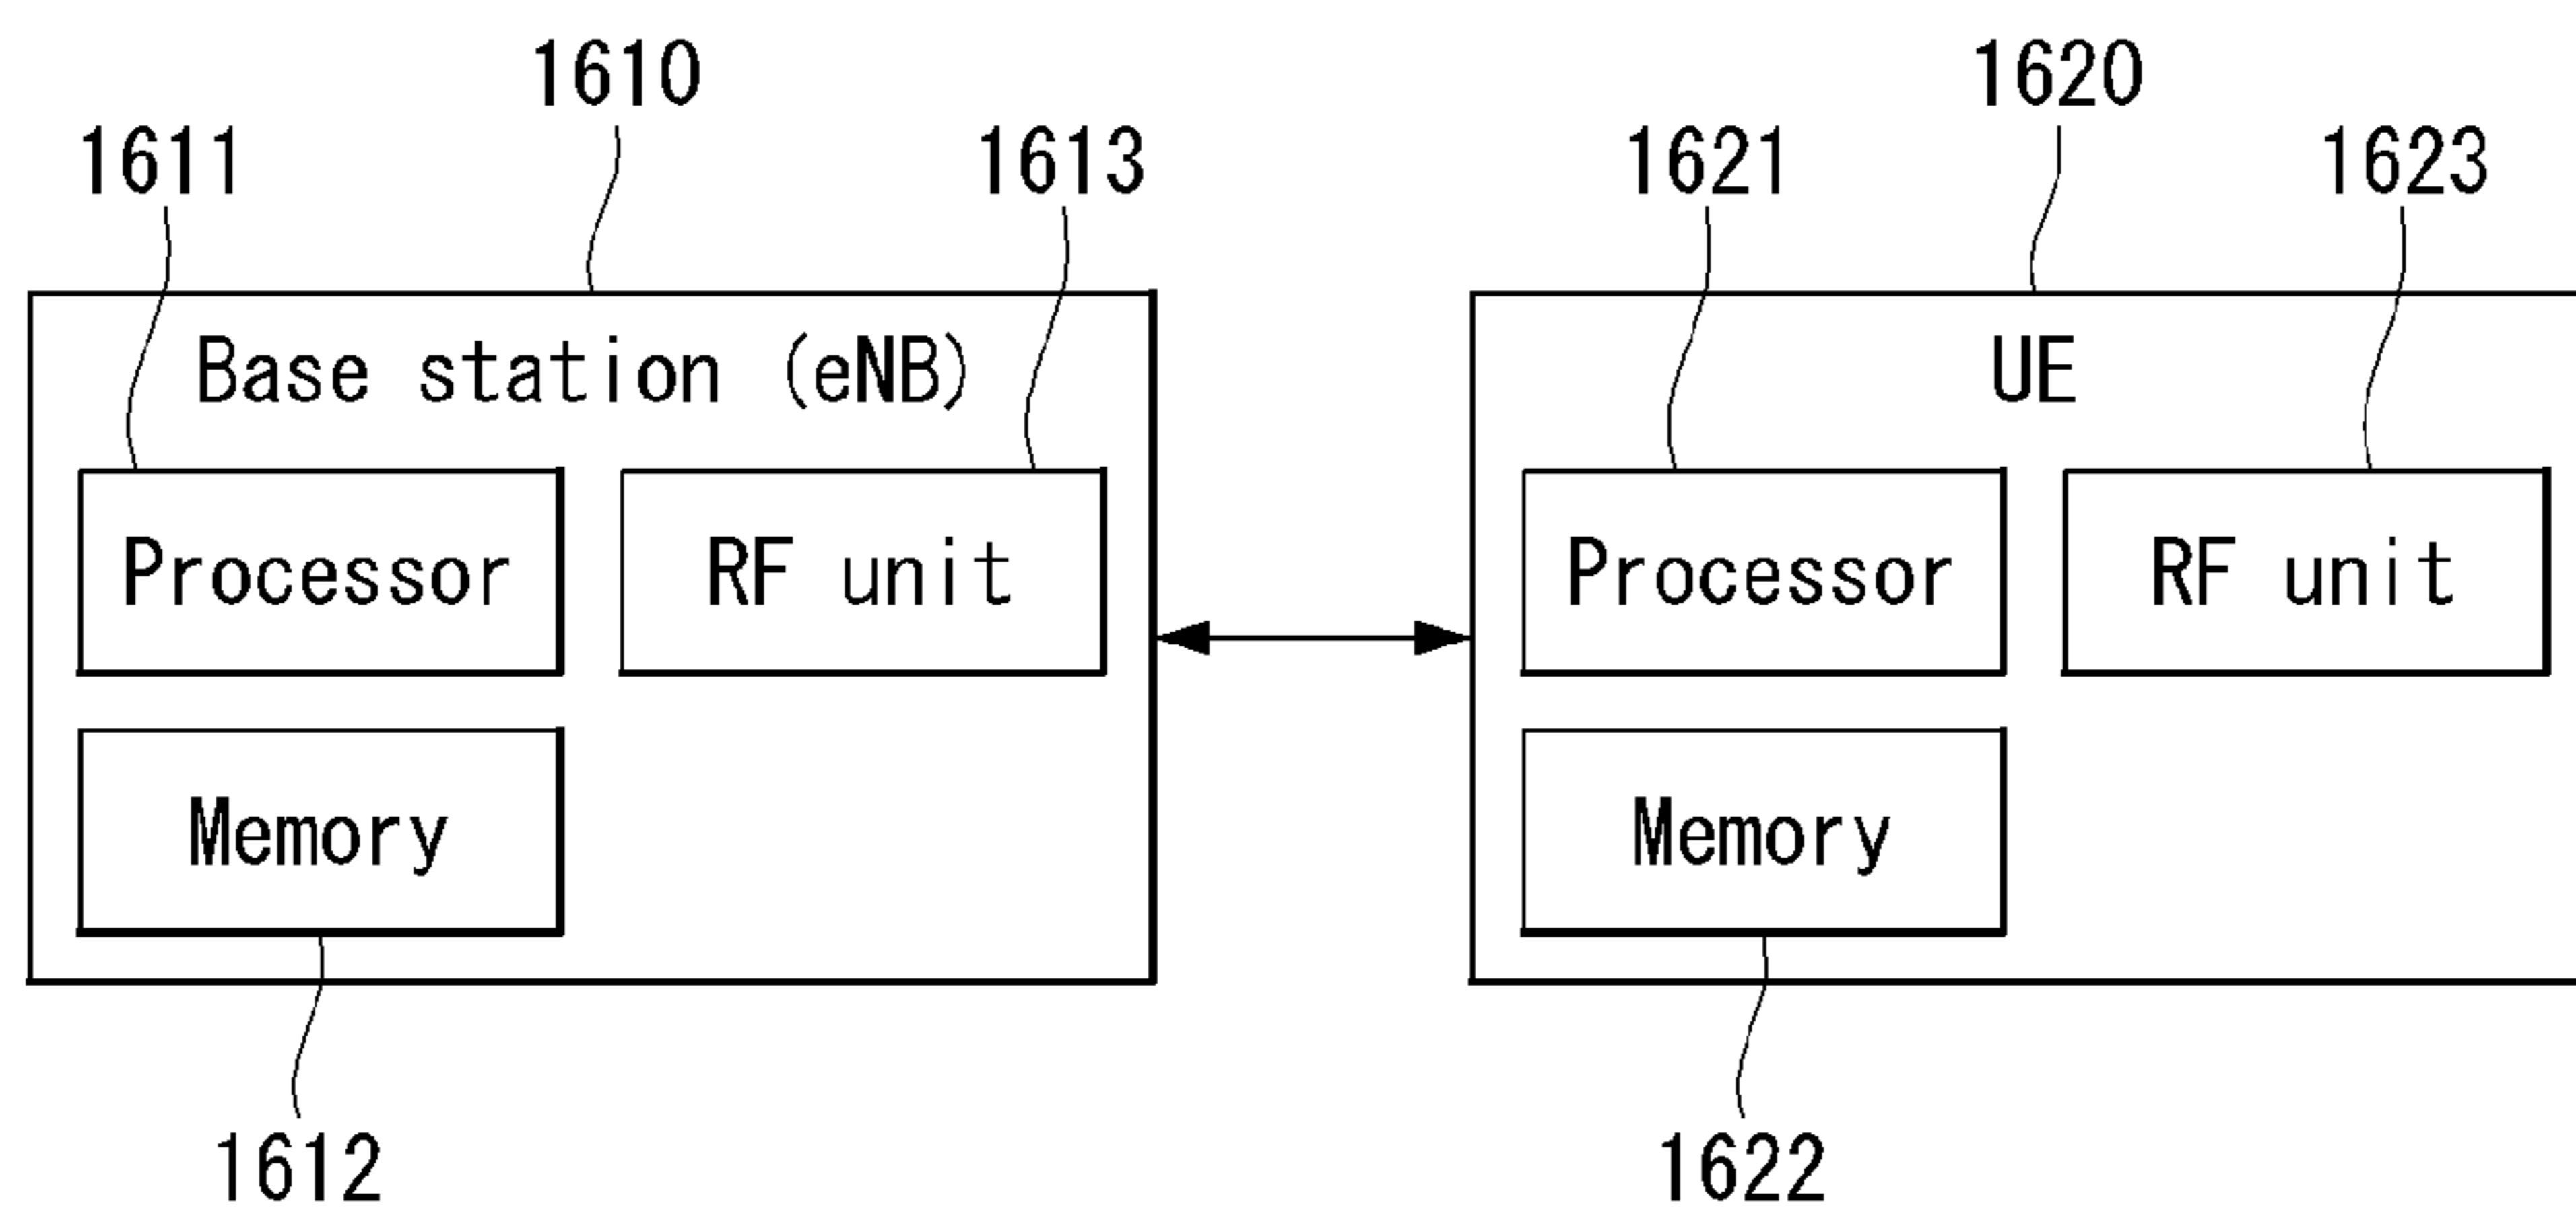 1610
1620
1611
1613
1621
1623
Base station (eNB)
UE
Processor
RF unit
Processor
RF unit
Memory
Memory
1612
1622